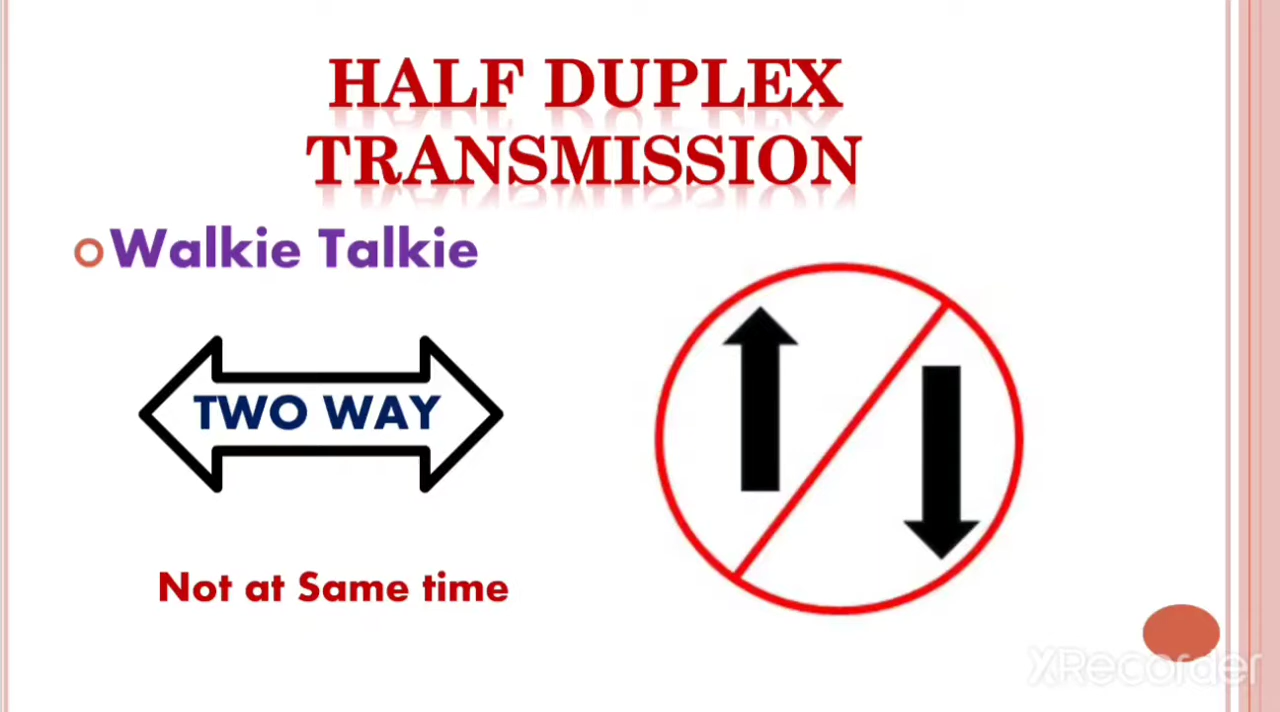 HALF DUPLEX
TRANSMISSION
Walkie Talkie
TWO WAY
Not at Same time
XRecorder